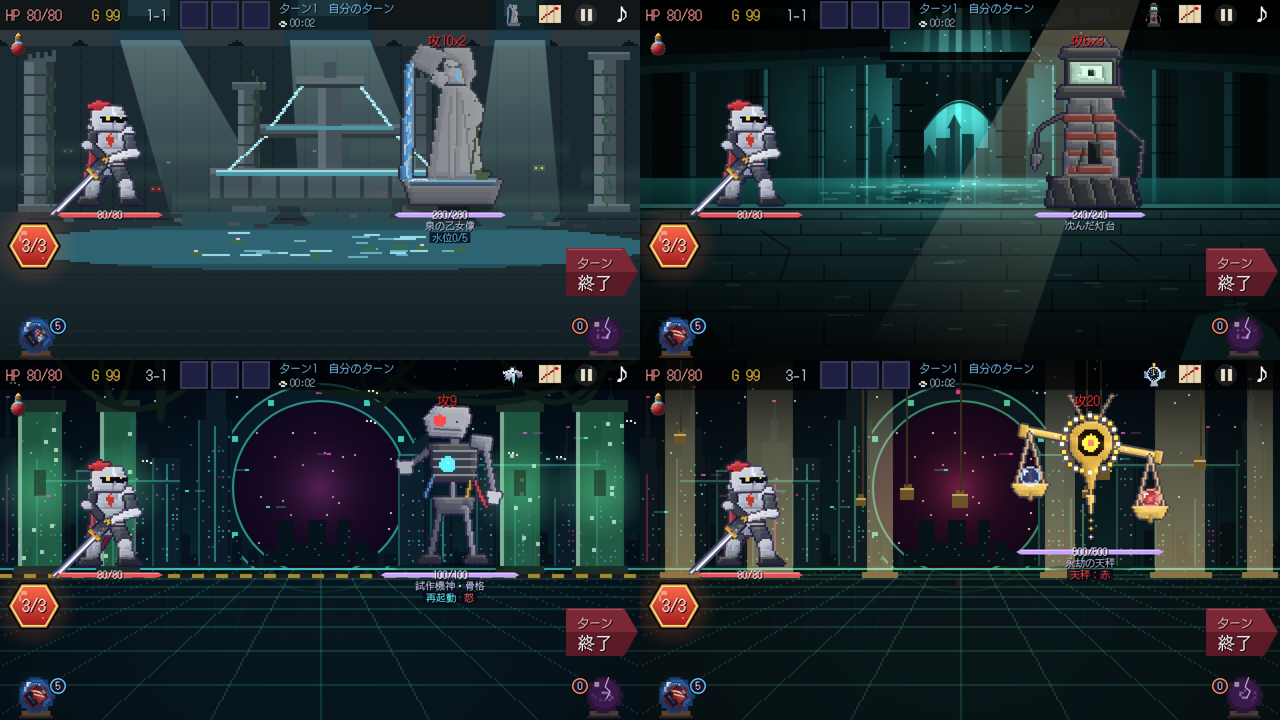 HP 80/80 G 99 1-1 ターン1 自分のターン
00:02
攻10x2
80/80
260/260
泉の乙女像
水位0/5
3/3
ターン
終了
5
0
HP 80/80 G 99 1-1 ターン1 自分のターン
00:02
攻6x3
80/80
240/240
沈んだ灯台
3/3
ターン
終了
5
0
HP 80/80 G 99 3-1 ターン1 自分のターン
00:02
攻9
80/80
100/100
試作機神・骨格
再起動 怒
3/3
ターン
終了
5
0
HP 80/80 G 99 3-1 ターン1 自分のターン
00:02
攻20
80/80
500/500
永劫の天秤
天秤：赤
3/3
ターン
終了
5
0